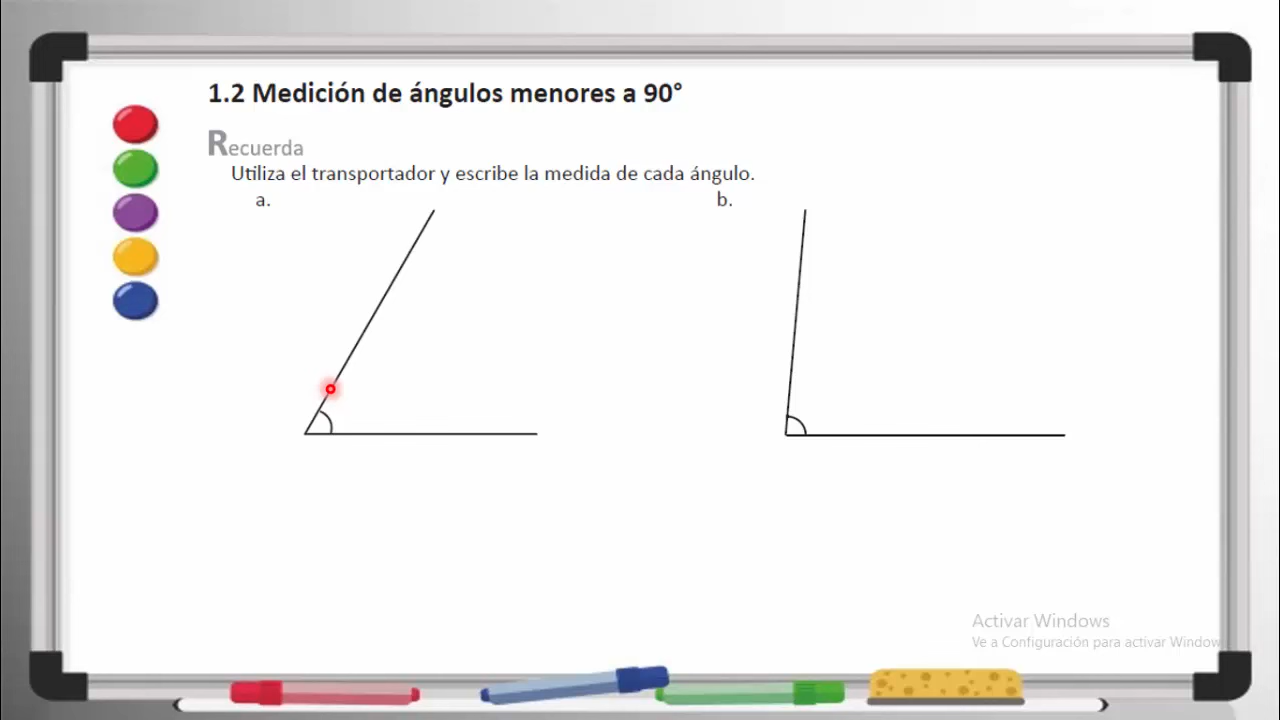 1.2 Medición de ángulos menores a 90°
Recuerda
Utiliza el transportador y escribe la medida de cada ángulo.
a.
b.
Activar Windows
Ve a Configuración para activar Window